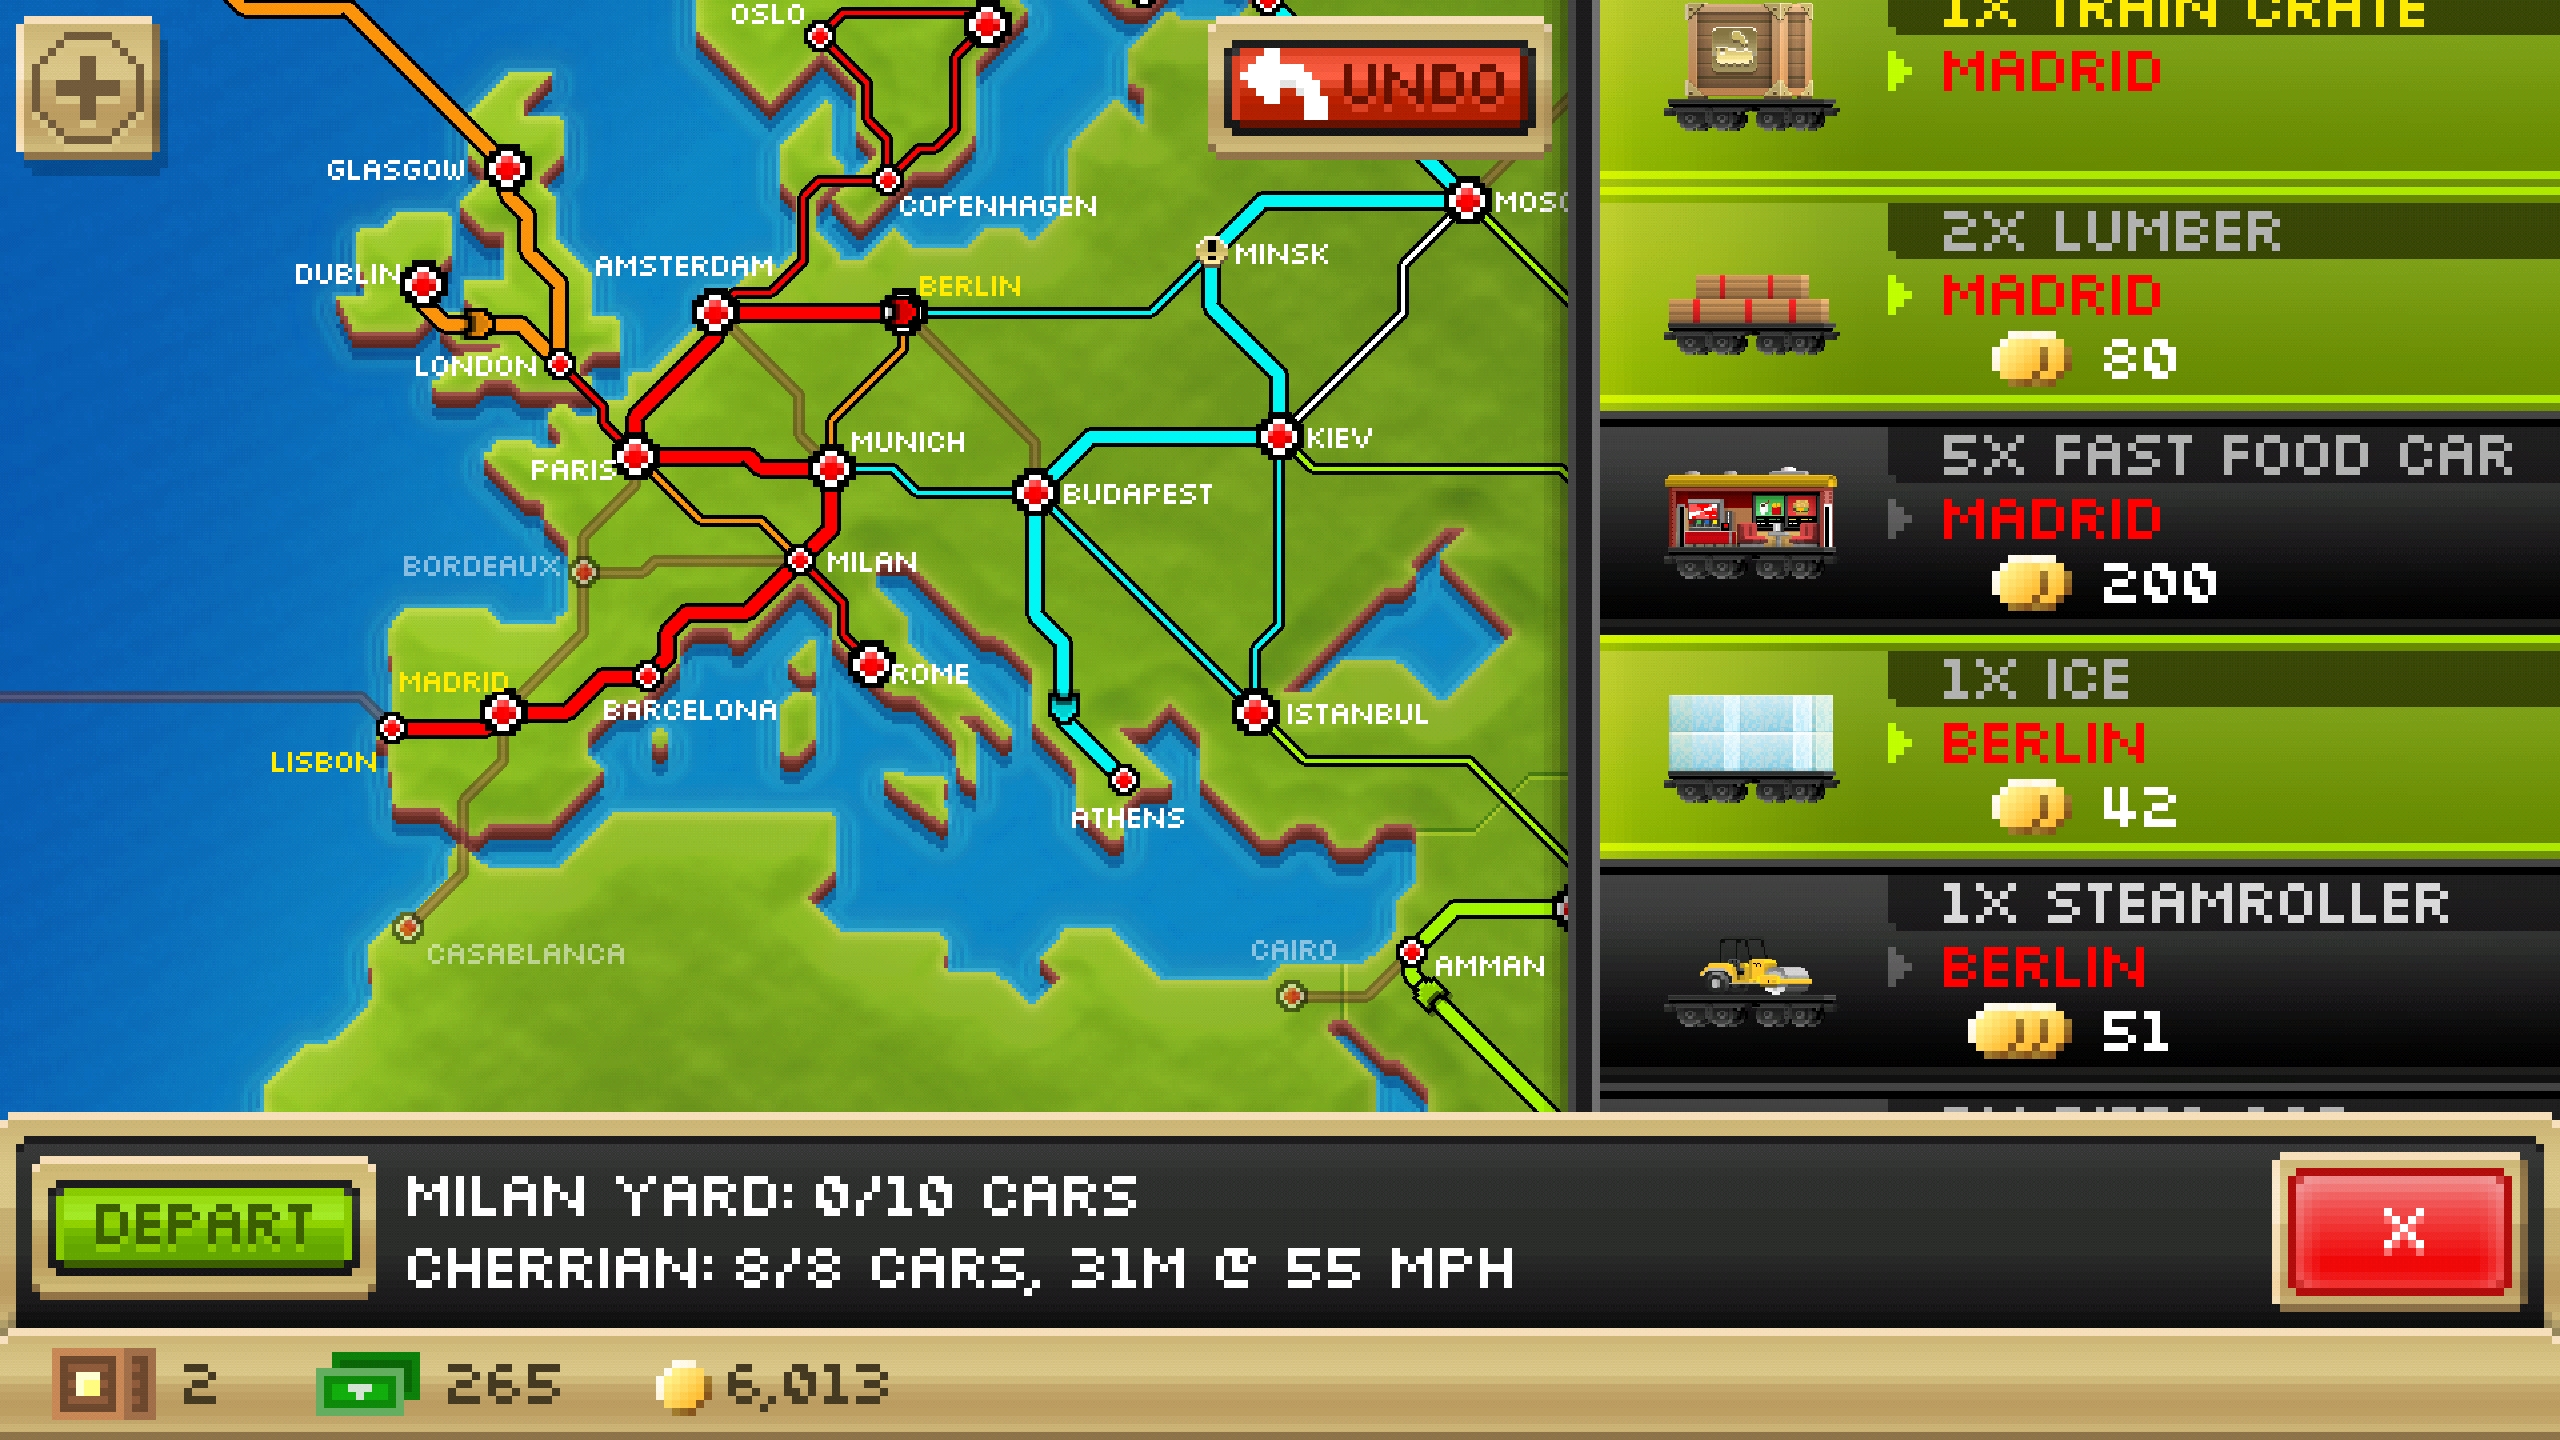 OSLO
UNDO
GLASGOW
COPENHAGEN
DUBLIN
AMSTERDAM
BERLIN
MINSK
LONDON
MUNICH
KIEV
PARIS
BUDAPEST
BORDEAUX
MILAN
MADRID
ROME
BARCELONA
ISTANBUL
LISBON
ATHENS
CASABLANCA
CAIRO
AMMAN
1X TRAIN CRATE
MADRID
2X LUMBER
MADRID
80
5X FAST FOOD CAR
MADRID
200
1X ICE
BERLIN
42
1X STEAMROLLER
BERLIN
51
DEPART
MILAN YARD: 0/10 CARS
CHERRIAN: 8/8 CARS, 31M @ 55 MPH
X
2
265
6,013